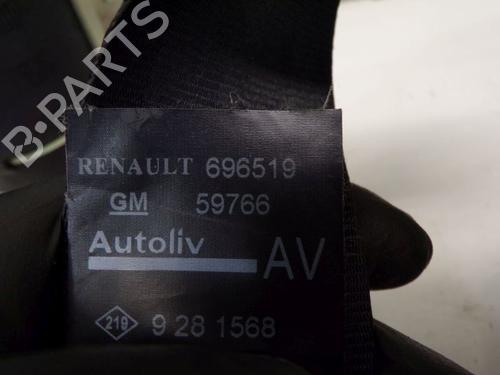 B-PARTS
RENAULT 696519
GM 59766
Autoliv
AV
219 9 28 1568